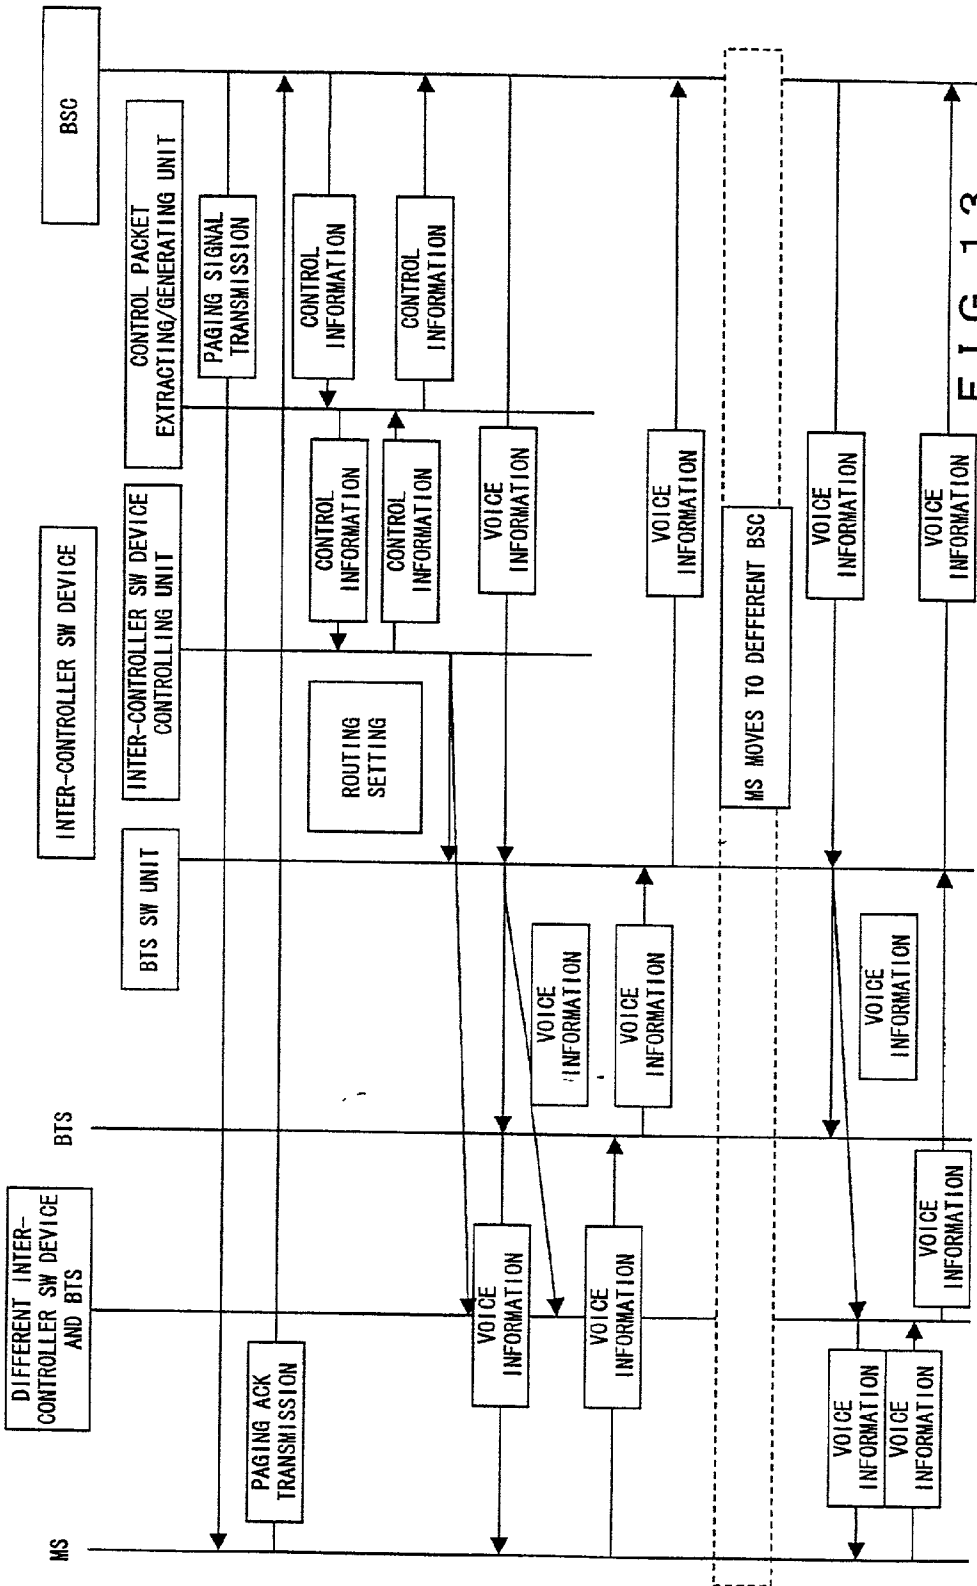 MS
DIFFERENT INTER-
CONTROLLER SW DEVICE
AND BTS
BTS
INTER-CONTROLLER SW DEVICE
BTS SW UNIT
INTER-CONTROLLER SW DEVICE
CONTROLLING UNIT
CONTROL PACKET
EXTRACTING/GENERATING UNIT
BSC
PAGING SIGNAL
TRANSMISSION
PAGING ACK
TRANSMISSION
CONTROL
INFORMATION
CONTROL
INFORMATION
CONTROL
INFORMATION
CONTROL
INFORMATION
ROUTING
SETTING
VOICE
INFORMATION
VOICE
INFORMATION
VOICE
INFORMATION
VOICE
INFORMATION
VOICE
INFORMATION
VOICE
INFORMATION
MS MOVES TO DEFFERENT BSC
VOICE
INFORMATION
VOICE
INFORMATION
VOICE
INFORMATION
VOICE
INFORMATION
VOICE
INFORMATION
VOICE
INFORMATION
FIG. 13